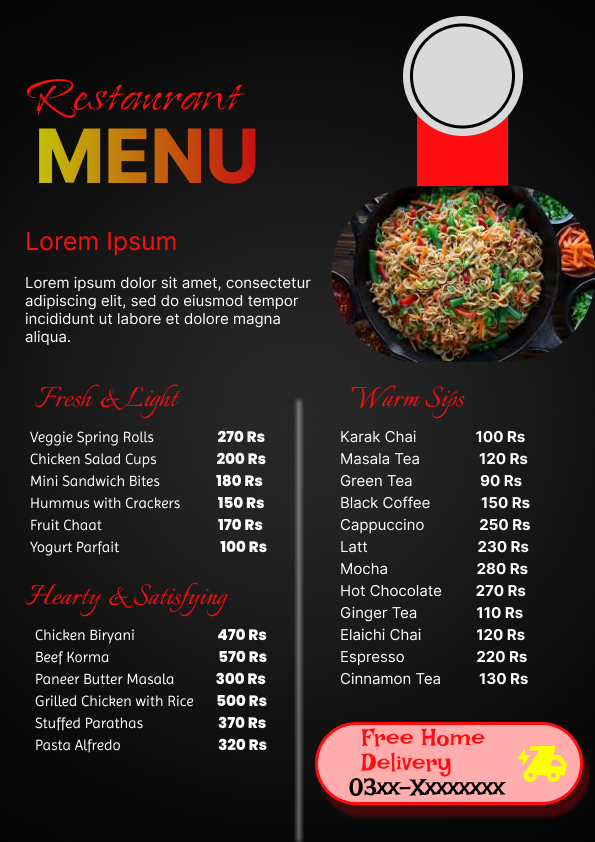 Restaurant
MENU
Lorem Ipsum
Lorem ipsum dolor sit amet, consectetur
adipiscing elit, sed do eiusmod tempor
incididunt ut labore et dolore magna
aliqua.
Fresh & Light
Veggie Spring Rolls 270 Rs
Chicken Salad Cups 200 Rs
Mini Sandwich Bites 180 Rs
Hummus with Crackers 150 Rs
Fruit Chaat 170 Rs
Yogurt Parfait 100 Rs
Hearty & Satisfying
Chicken Biryani 470 Rs
Beef Korma 570 Rs
Paneer Butter Masala 300 Rs
Grilled Chicken with Rice 500 Rs
Stuffed Parathas 370 Rs
Pasta Alfredo 320 Rs
Warm Sips
Karak Chai 100 Rs
Masala Tea 120 Rs
Green Tea 90 Rs
Black Coffee 150 Rs
Cappuccino 250 Rs
Latt 230 Rs
Mocha 280 Rs
Hot Chocolate 270 Rs
Ginger Tea 110 Rs
Elaichi Chai 120 Rs
Espresso 220 Rs
Cinnamon Tea 130 Rs
Free Home
Delivery
03xx-Xxxxxxxx